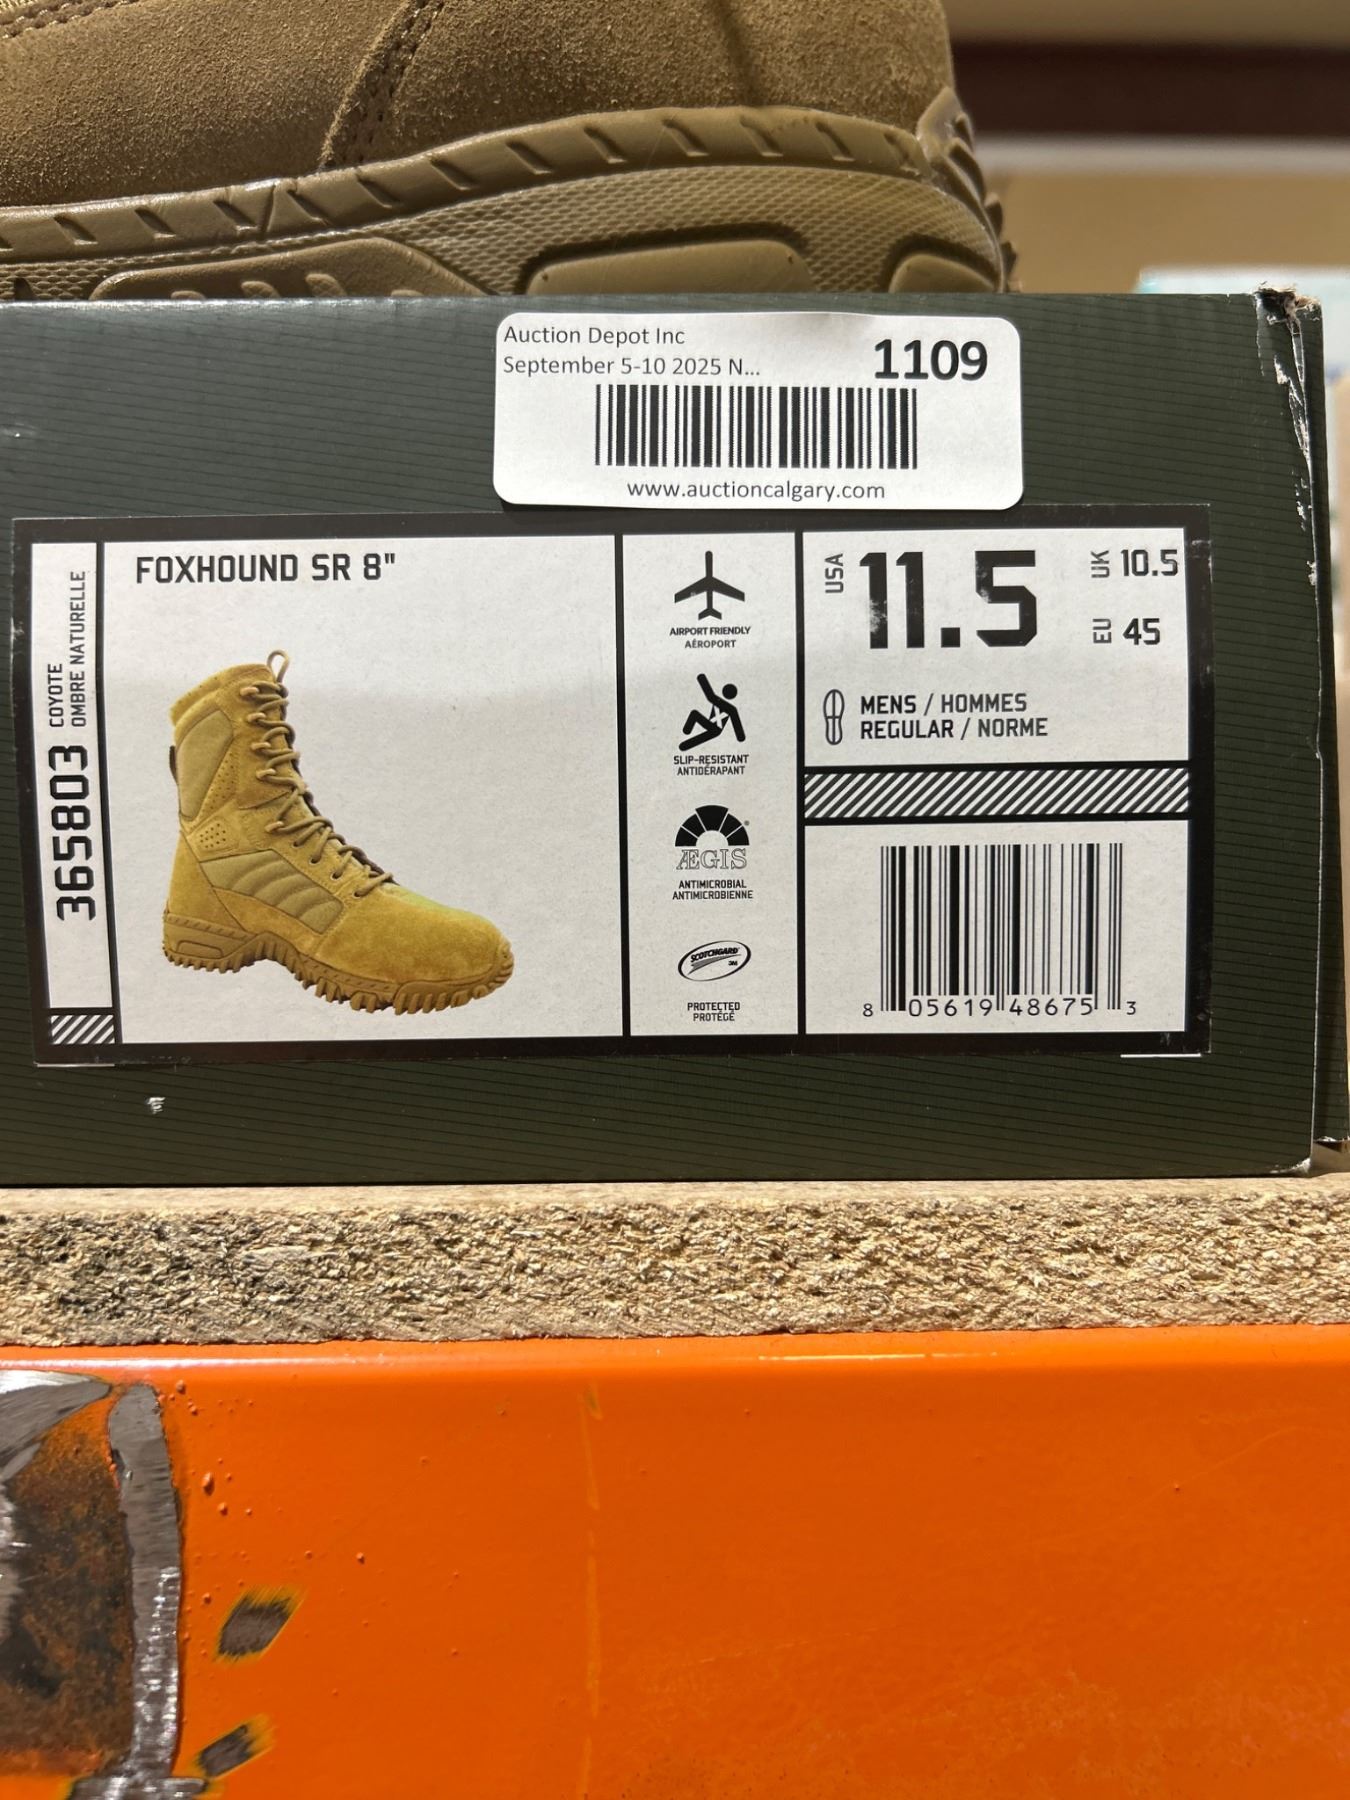 Auction Depot Inc
September 5-10 2025 N...
1109
www.auctioncalgary.com
365803
COYOTE
OMBRE NATURELLE
FOXHOUND SR 8"
AIRPORT FRIENDLY
AÉROPORT
SLIP-RESISTANT
ANTIDÉRAPANT
ÆGIS®
ANTIMICROBIAL
ANTIMICROBIENNE
SCOTCHGARD
3M
PROTECTED
PROTÉGÉ
USA 11.5
UK 10.5
EU 45
MENS / HOMMES
REGULAR / NORME
8 05619 48675 3